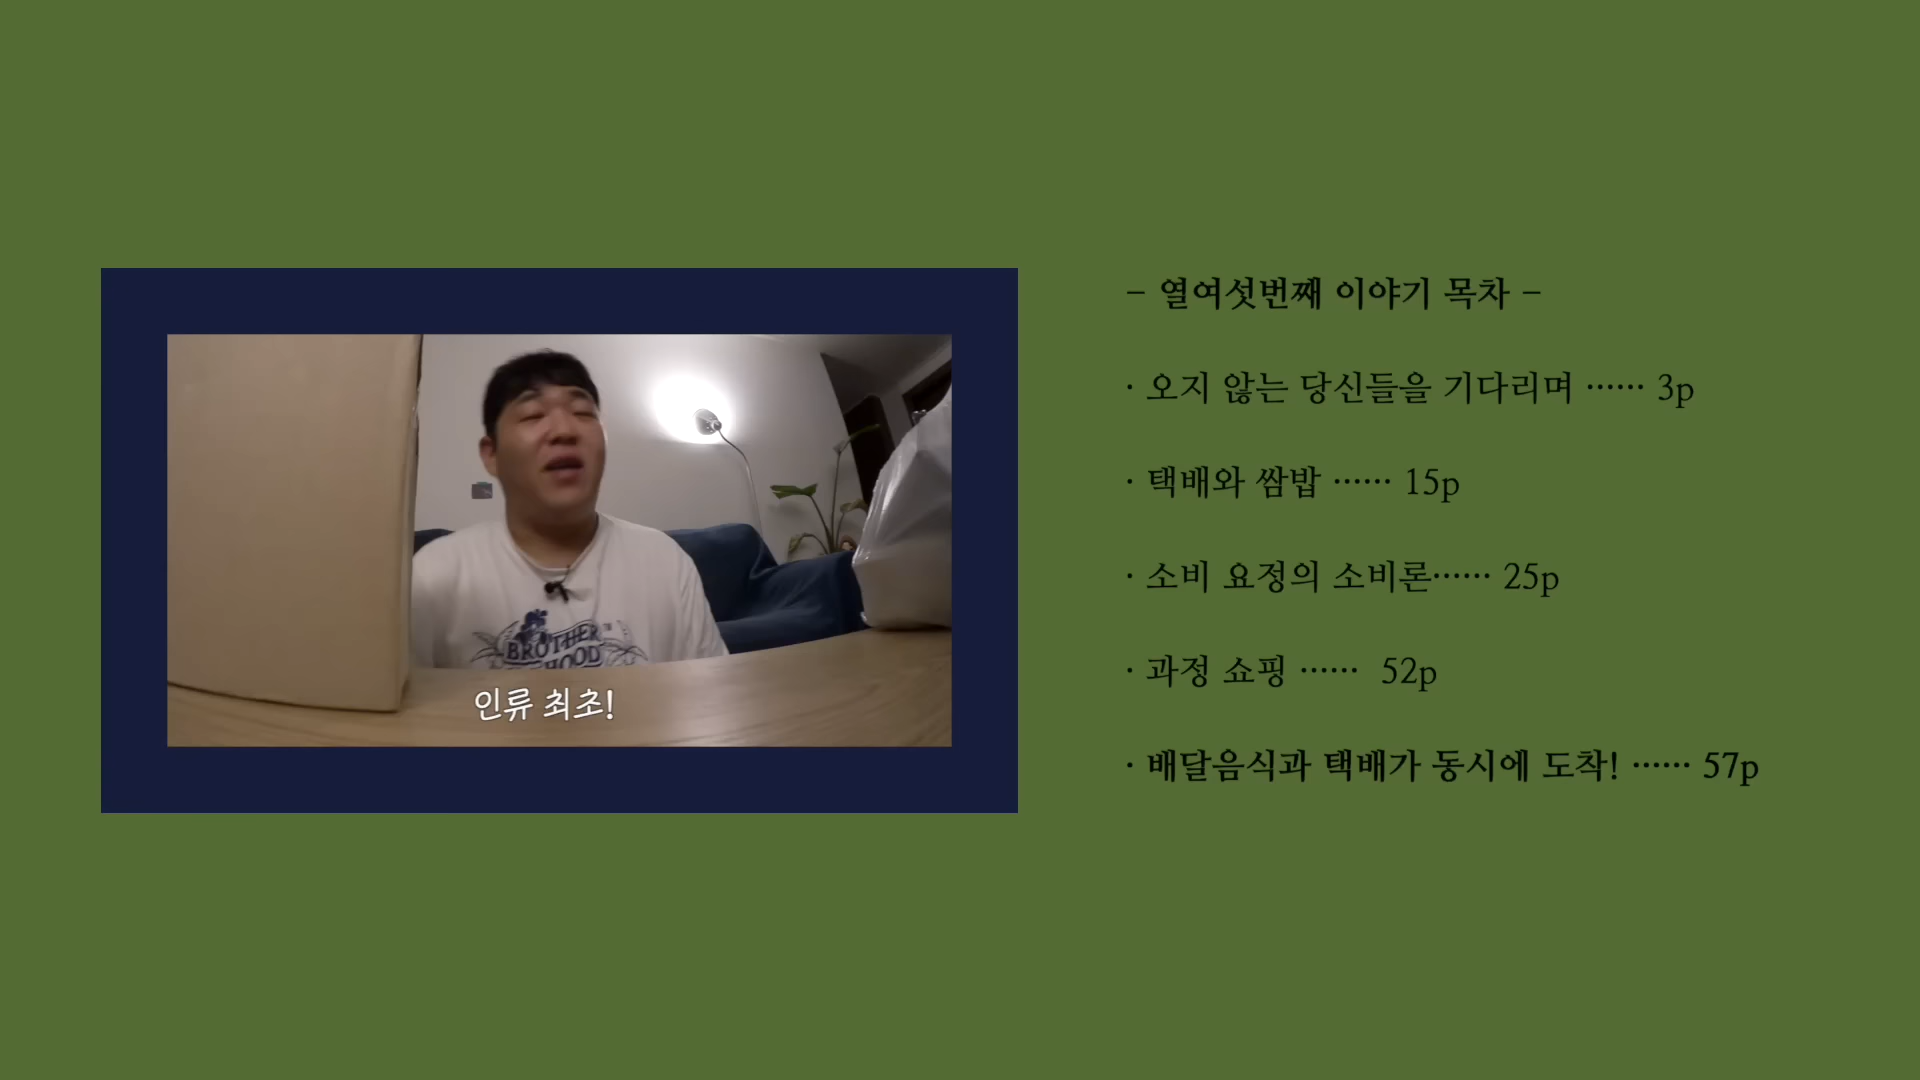 - 열여섯번째 이야기 목차 -
· 오지 않는 당신들을 기다리며 ······ 3p
· 택배와 쌈밥 ······ 15p
· 소비 요정의 소비론······ 25p
· 과정 쇼핑 ······ 52p
· 배달음식과 택배가 동시에 도착! ······ 57p
BROTHER
HOOD
인류 최초!